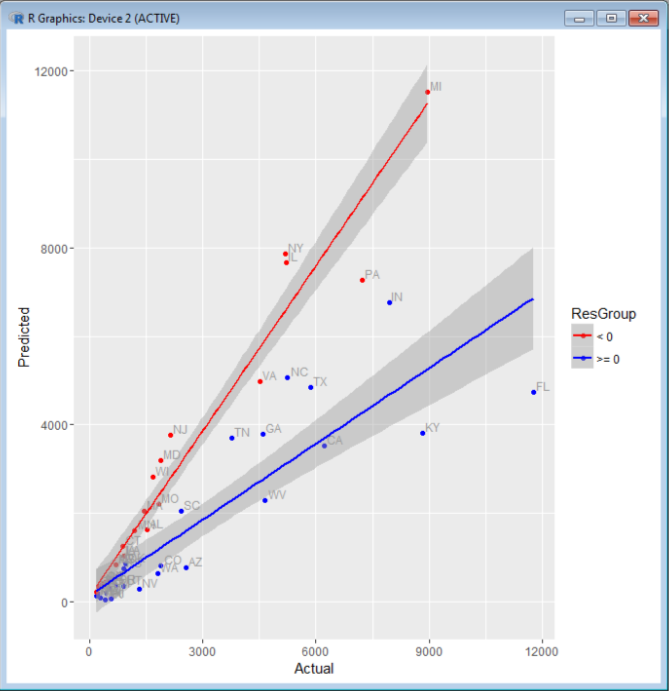 R Graphics: Device 2 (ACTIVE)
12000
8000
4000
0
Predicted
MI
NY
IL
PA
IN
VA
NC
TX
FL
NJ
TN
GA
KY
CA
MD
WI
MO
SC
WV
CO
AZ
WA
NV
0
3000
6000
9000
12000
Actual
ResGroup
< 0
>= 0